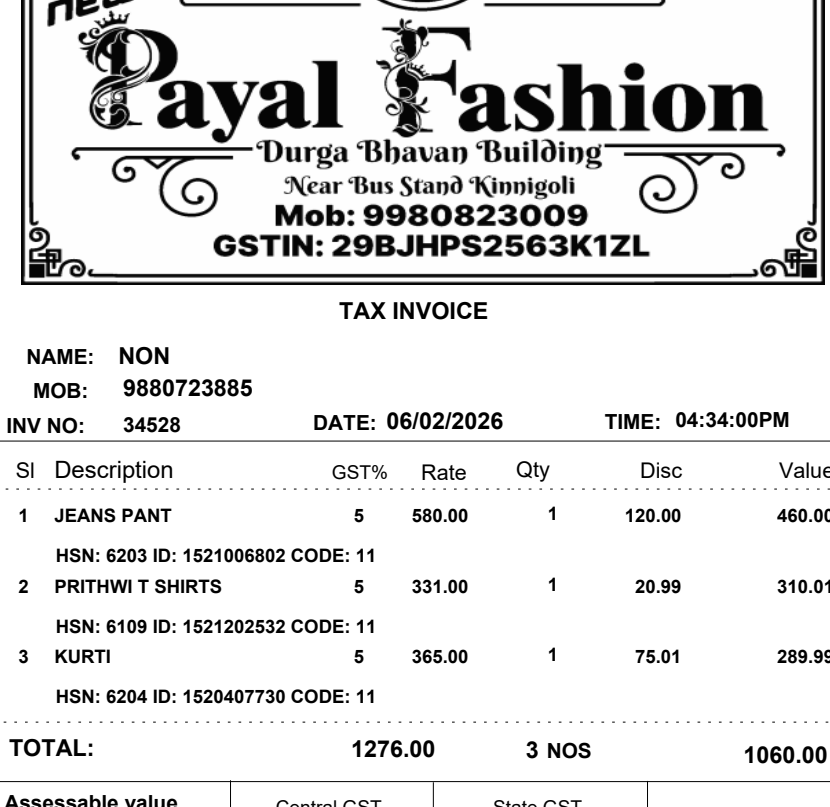 new
Payal Fashion
Durga Bhavan Building
Near Bus Stand Kinnigoli
Mob: 9980823009
GSTIN: 29BJHPS2563K1ZL
TAX INVOICE
NAME: NON
MOB: 9880723885
INV NO: 34528 DATE: 06/02/2026 TIME: 04:34:00PM
Sl Description GST% Rate Qty Disc Value
1 JEANS PANT 5 580.00 1 120.00 460.00
HSN: 6203 ID: 1521006802 CODE: 11
2 PRITHWI T SHIRTS 5 331.00 1 20.99 310.01
HSN: 6109 ID: 1521202532 CODE: 11
3 KURTI 5 365.00 1 75.01 289.99
HSN: 6204 ID: 1520407730 CODE: 11
TOTAL: 1276.00 3 NOS 1060.00
Assessable value Central GST State GST